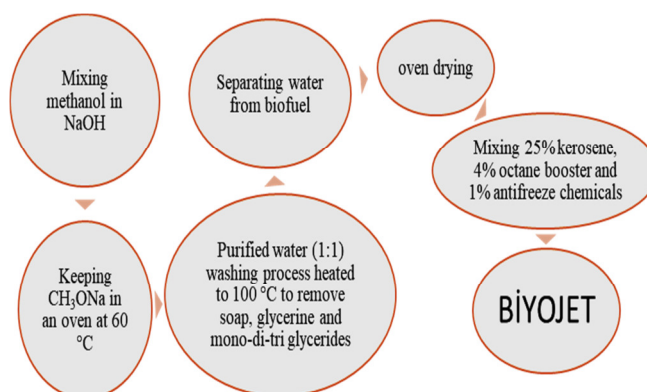 Mixing
methanol in
NaOH
Keeping
CH₃ONa in
an oven at 60
°C
Purified water (1:1)
washing process heated
to 100 °C to remove
soap, glycerine and
mono-di-tri glycerides
Separating water
from biofuel
oven drying
Mixing 25% kerosene,
4% octane booster and
1% antifreeze chemicals
BİYOJET